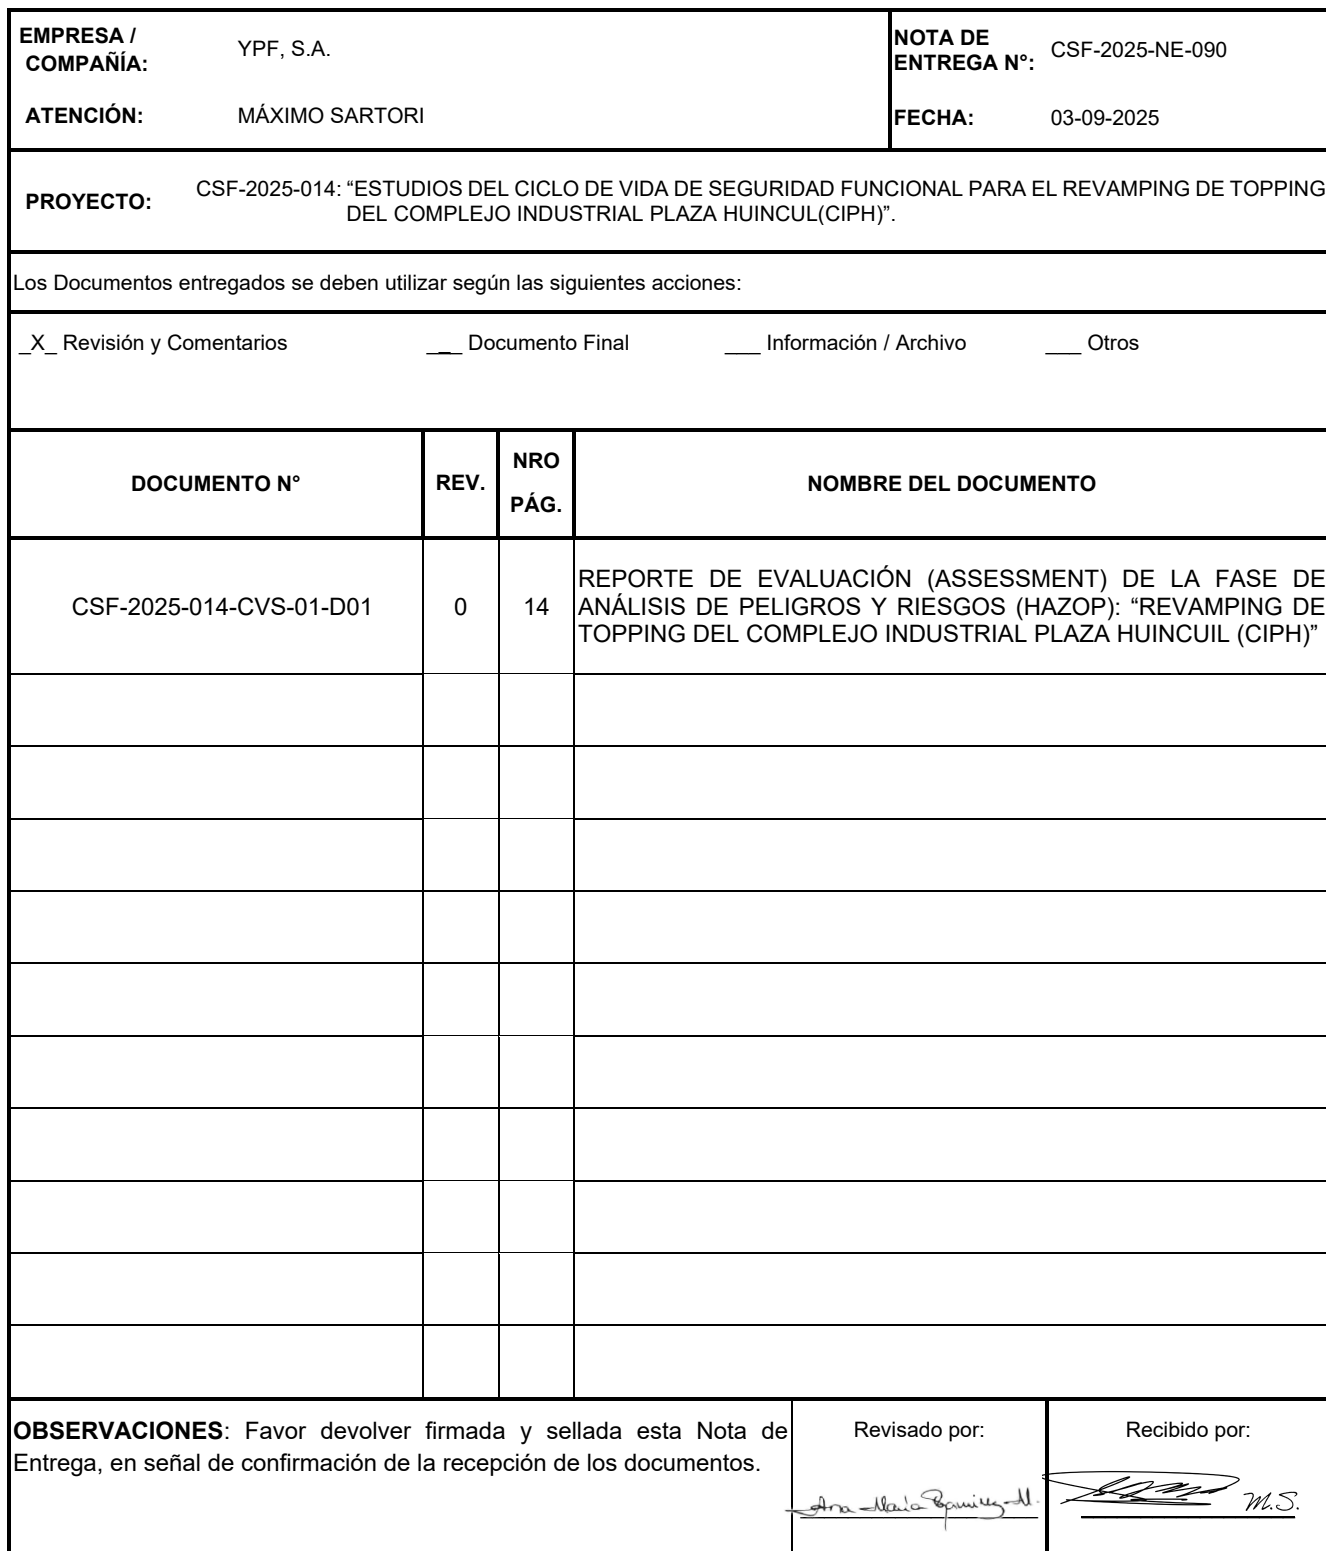 EMPRESA /
COMPAÑÍA:
YPF, S.A.
NOTA DE
ENTREGA N°:
CSF-2025-NE-090
ATENCIÓN:
MÁXIMO SARTORI
FECHA:
03-09-2025
PROYECTO:
CSF-2025-014: “ESTUDIOS DEL CICLO DE VIDA DE SEGURIDAD FUNCIONAL PARA EL REVAMPING DE TOPPING
DEL COMPLEJO INDUSTRIAL PLAZA HUINCUL(CIPH)”.
Los Documentos entregados se deben utilizar según las siguientes acciones:
_X_ Revisión y Comentarios ___ Documento Final ___ Información / Archivo ___ Otros
DOCUMENTO N°
REV.
NRO
PÁG.
NOMBRE DEL DOCUMENTO
CSF-2025-014-CVS-01-D01
0
14
REPORTE DE EVALUACIÓN (ASSESSMENT) DE LA FASE DE
ANÁLISIS DE PELIGROS Y RIESGOS (HAZOP): “REVAMPING DE
TOPPING DEL COMPLEJO INDUSTRIAL PLAZA HUINCUIL (CIPH)”
OBSERVACIONES: Favor devolver firmada y sellada esta Nota de
Entrega, en señal de confirmación de la recepción de los documentos.
Revisado por:
Ana María Ramírez M.
Recibido por:
M.S.